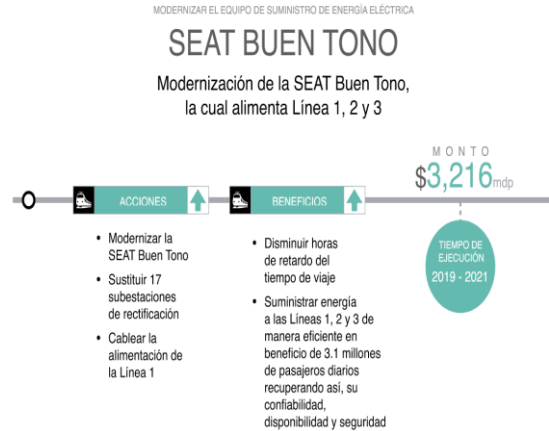 MODERNIZAR EL EQUIPO DE SUMINISTRO DE ENERGÍA ELÉCTRICA
SEAT BUEN TONO
Modernización de la SEAT Buen Tono,
la cual alimenta Línea 1, 2 y 3
ACCIONES
• Modernizar la
SEAT Buen Tono
• Sustituir 17
subestaciones
de rectificación
• Cablear la
alimentación de
la Línea 1
BENEFICIOS
• Disminuir horas
de retardo del
tiempo de viaje
• Suministrar energía
a las Líneas 1, 2 y 3 de
manera eficiente en
beneficio de 3.1 millones
de pasajeros diarios
recuperando así, su
confiabilidad,
disponibilidad y seguridad
MONTO
$3,216mdp
TIEMPO DE
EJECUCIÓN
2019 - 2021